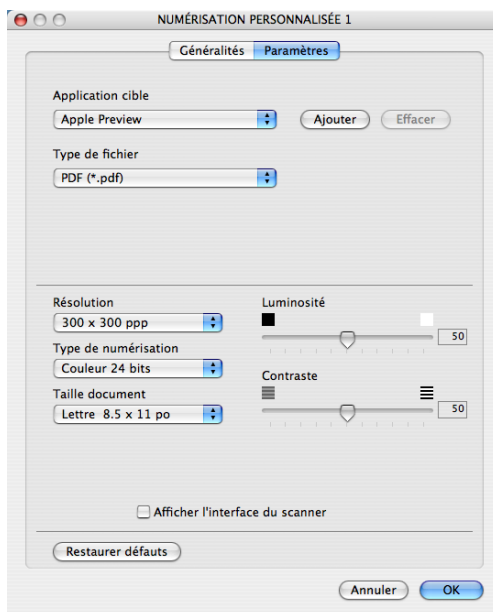 NUMÉRISATION PERSONNALISÉE 1
Généralités Paramètres
Application cible
Apple Preview Ajouter Effacer
Type de fichier
PDF (*.pdf)
Résolution Luminosité
300 x 300 ppp 50
Type de numérisation
Couleur 24 bits Contraste
Taille document
Lettre 8.5 x 11 po 50
Afficher l'interface du scanner
Restaurer défauts
Annuler OK